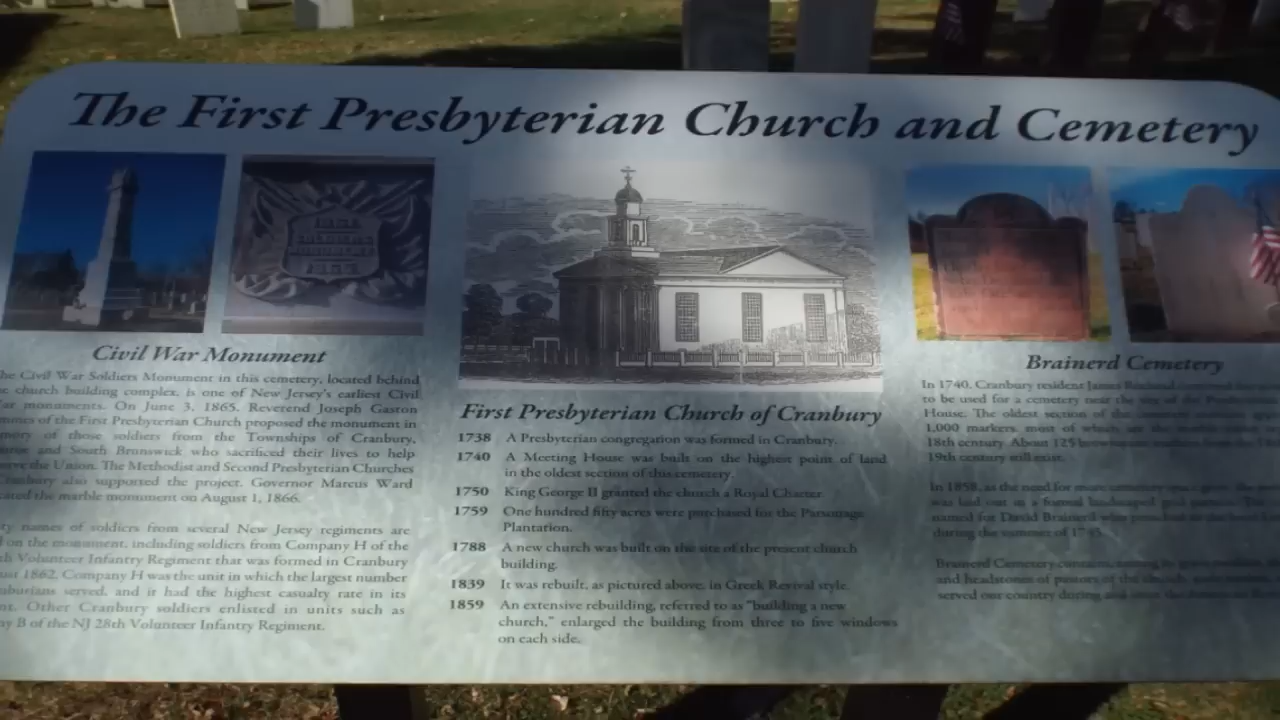 The First Presbyterian Church and Cemetery
Civil War Monument
he Civil War Soldiers Monument in this cemetery, located behind
church building complex, is one of New Jersey's earliest Civil
ar monuments. On June 3, 1865, Reverend Joseph Gaston
of the First Presbyterian Church proposed the monument in
of those soldiers from the Townships of Cranbury,
and South Brunswick who sacrificed their lives to help
the Union. The Methodist and Second Presbyterian Churches
Cranbury also supported the project. Governor Marcus Ward
the marble monument on August 1, 1866.
names of soldiers from several New Jersey regiments are
on the monument, including soldiers from Company H of the
h Volunteer Infantry Regiment that was formed in Cranbury
ust 1862. Company H was the unit in which the largest number
served, and it had the highest casualty rate in its
Other Cranbury soldiers enlisted in units such as
ny B of the NJ 28th Volunteer Infantry Regiment.
First Presbyterian Church of Cranbury
1738 A Presbyterian congregation was formed in Cranbury.
1740 A Meeting House was built on the highest point of land
in the oldest section of this cemetery.
1750 King George II granted the church a Royal Charter.
1759 One hundred fifty acres were purchased for the Parsonage
Plantation.
1788 A new church was built on the site of the present church
building.
1839 It was rebuilt, as pictured above, in Greek Revival style.
1859 An extensive rebuilding, referred to as "building a new
church," enlarged the building from three to five windows
on each side.
Brainerd Cemetery
In 1740, Cranbury resident James
to be used for a cemetery near the
House. The oldest section of the
1,000 markers, most of which
18th century. About 125
19th century still exist.
In 1858, as the need for more
was laid out in a formal
named for David Brainerd who
during the summer of 1745.
Brainerd Cemetery contains
and headstones of pastors of the church
served our country during